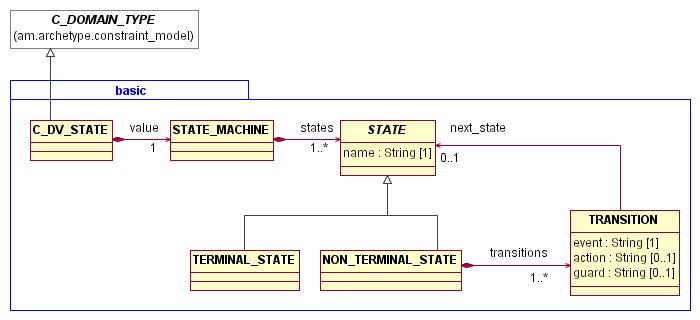 C_DOMAIN_TYPE
(am.archetype.constraint_model)
basic
C_DV_STATE
value
1
STATE_MACHINE
states
1..*
STATE
name : String [1]
next_state
0..1
TRANSITION
event : String [1]
action : String [0..1]
guard : String [0..1]
TERMINAL_STATE
NON_TERMINAL_STATE
transitions
1..*